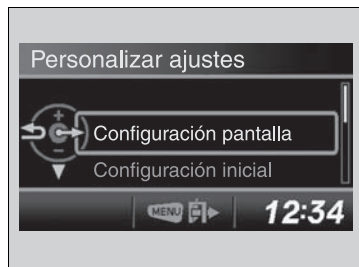 Personalizar ajustes
Configuración pantalla
Configuración inicial
MENU
12:34